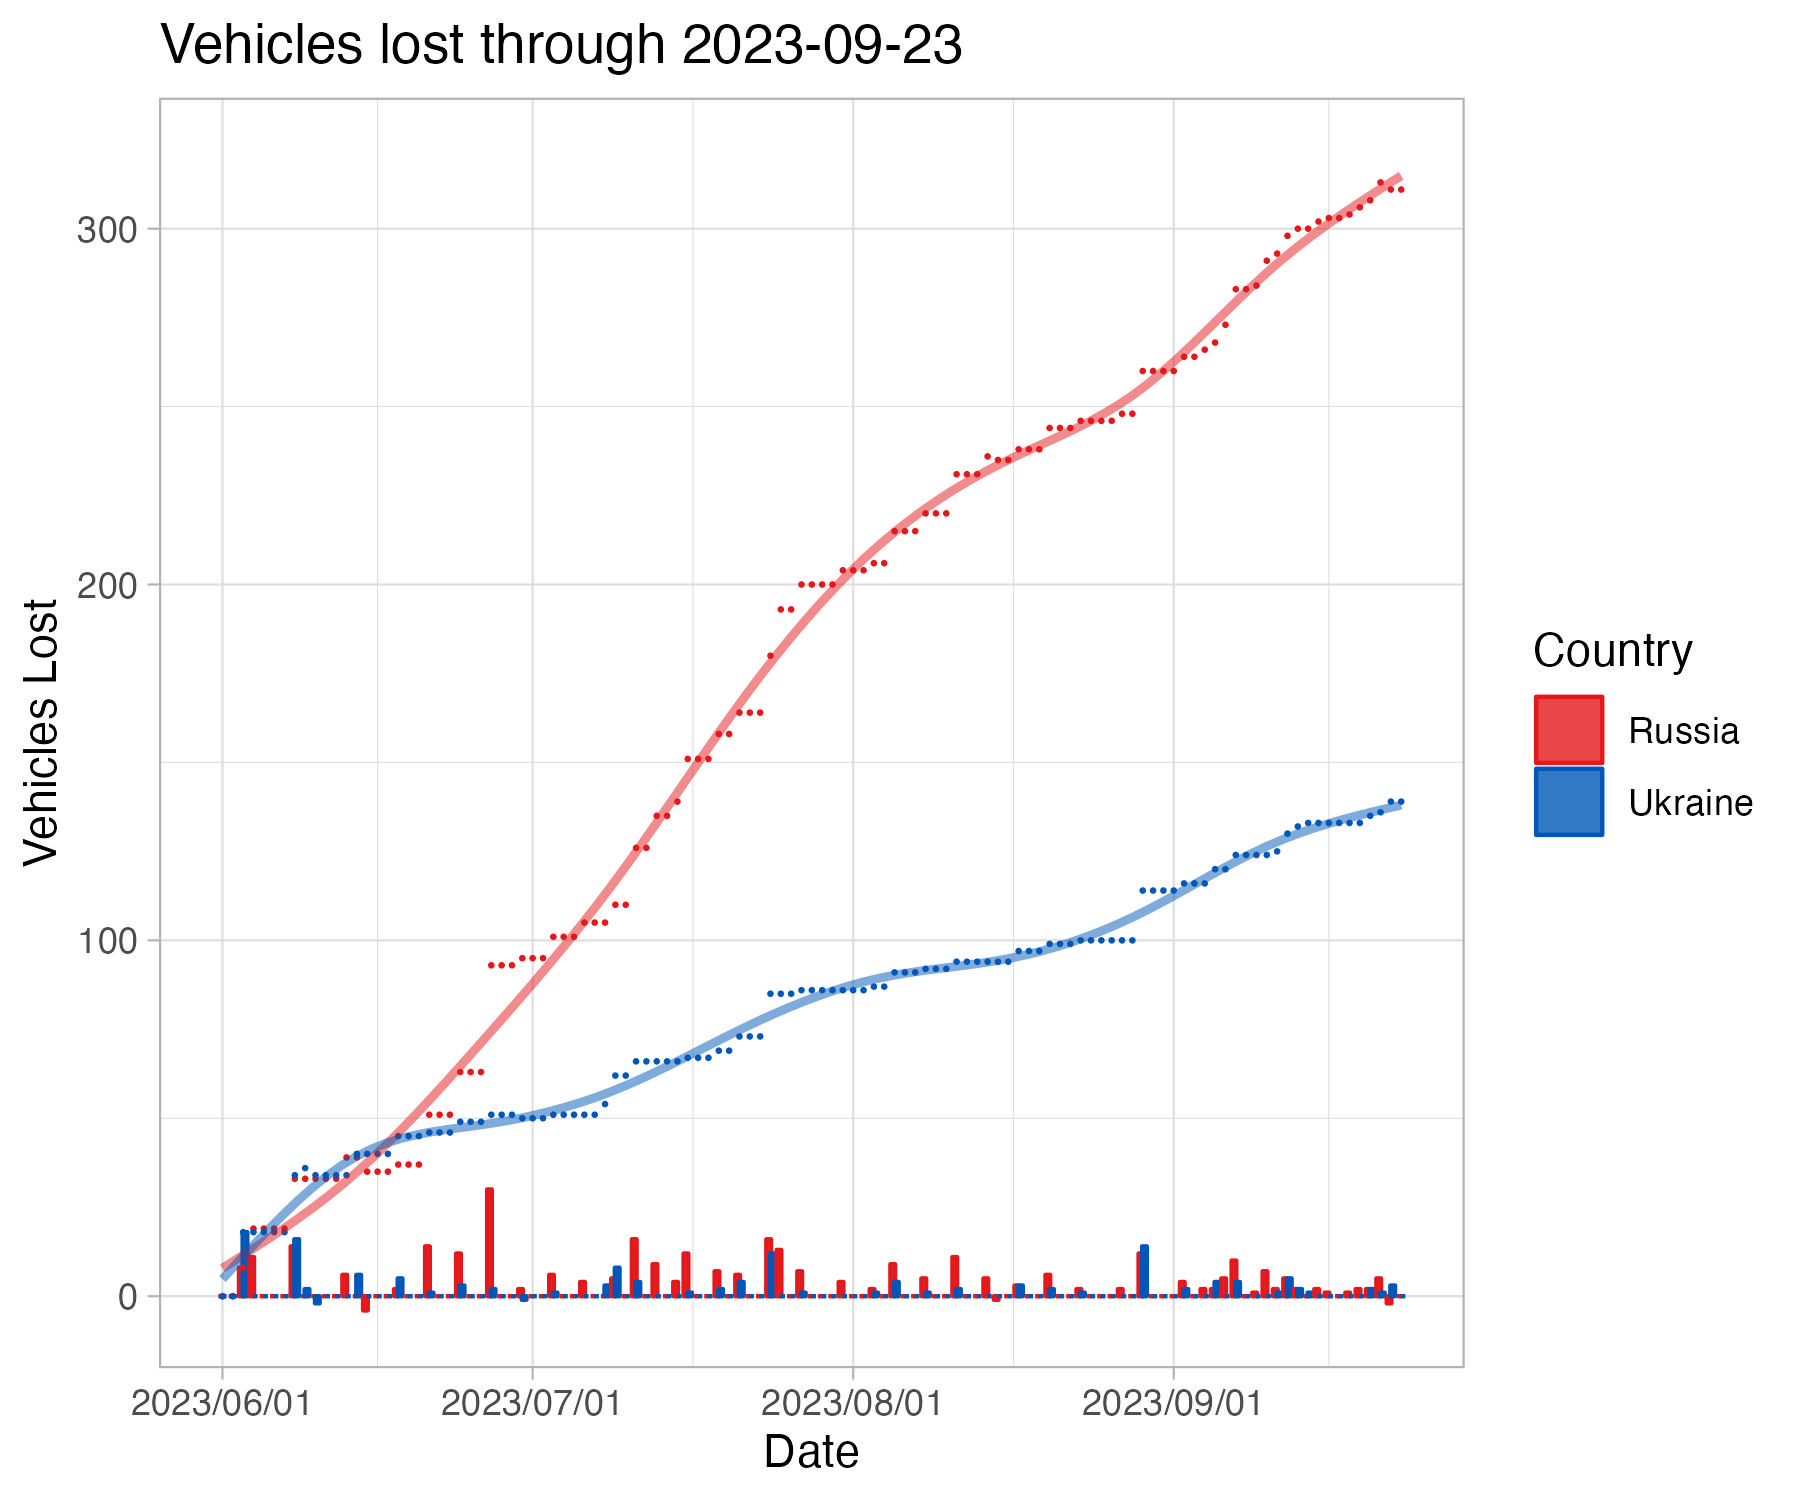 Vehicles lost through 2023-09-23
300
200
100
0
Vehicles Lost
2023/06/01
2023/07/01
2023/08/01
2023/09/01
Date
Country
Russia
Ukraine